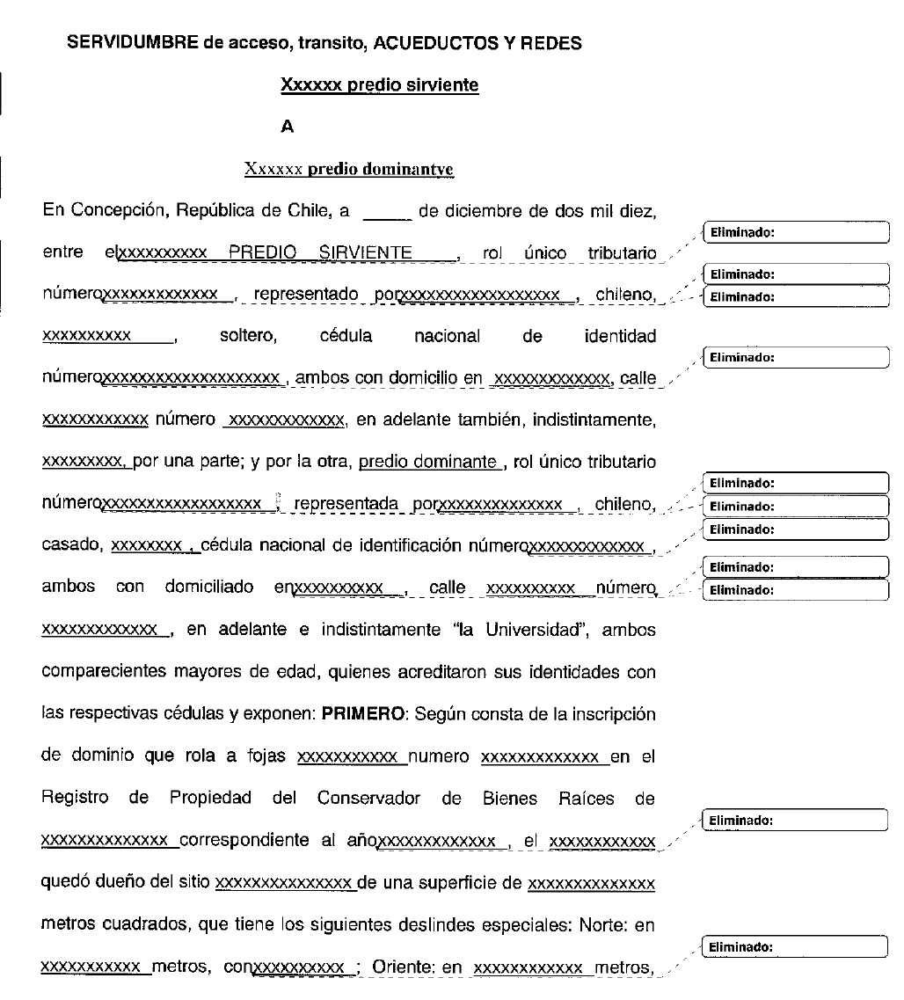 SERVIDUMBRE de acceso, transito, ACUEDUCTOS Y REDES
Xxxxxx predio sirviente
A
Xxxxxx predio dominantve
En Concepción, República de Chile, a _____ de diciembre de dos mil diez,
Eliminado:
entre elxxxxxxxxxx PREDIO SIRVIENTE , rol único tributario
Eliminado:
númeroxxxxxxxxxxxxx , representado porxxxxxxxxxxxxxxxxxx , chileno,
Eliminado:
xxxxxxxxxx , soltero, cédula nacional de identidad
Eliminado:
númeroxxxxxxxxxxxxxxxxxxxx , ambos con domicilio en xxxxxxxxxxxxx, calle
xxxxxxxxxxxx número xxxxxxxxxxxxx, en adelante también, indistintamente,
xxxxxxxxx, por una parte; y por la otra, predio dominante , rol único tributario
Eliminado:
númeroxxxxxxxxxxxxxxxxxx , representada porxxxxxxxxxxxxxx , chileno,
Eliminado:
Eliminado:
casado, xxxxxxxx , cédula nacional de identificación númeroxxxxxxxxxxxxx ,
Eliminado:
ambos con domiciliado enxxxxxxxxxx , calle xxxxxxxxxx número
Eliminado:
xxxxxxxxxxxxx , en adelante e indistintamente “la Universidad”, ambos
comparecientes mayores de edad, quienes acreditaron sus identidades con
las respectivas cédulas y exponen: PRIMERO: Según consta de la inscripción
de dominio que rola a fojas xxxxxxxxxxx numero xxxxxxxxxxxxx en el
Registro de Propiedad del Conservador de Bienes Raíces de
Eliminado:
xxxxxxxxxxxxxx correspondiente al añoxxxxxxxxxxxxx , el xxxxxxxxxxxx
quedó dueño del sitio xxxxxxxxxxxxxxx de una superficie de xxxxxxxxxxxxxx
metros cuadrados, que tiene los siguientes deslindes especiales: Norte: en
Eliminado:
xxxxxxxxxxx metros, conxxxxxxxxxx ; Oriente: en xxxxxxxxxxxx metros,